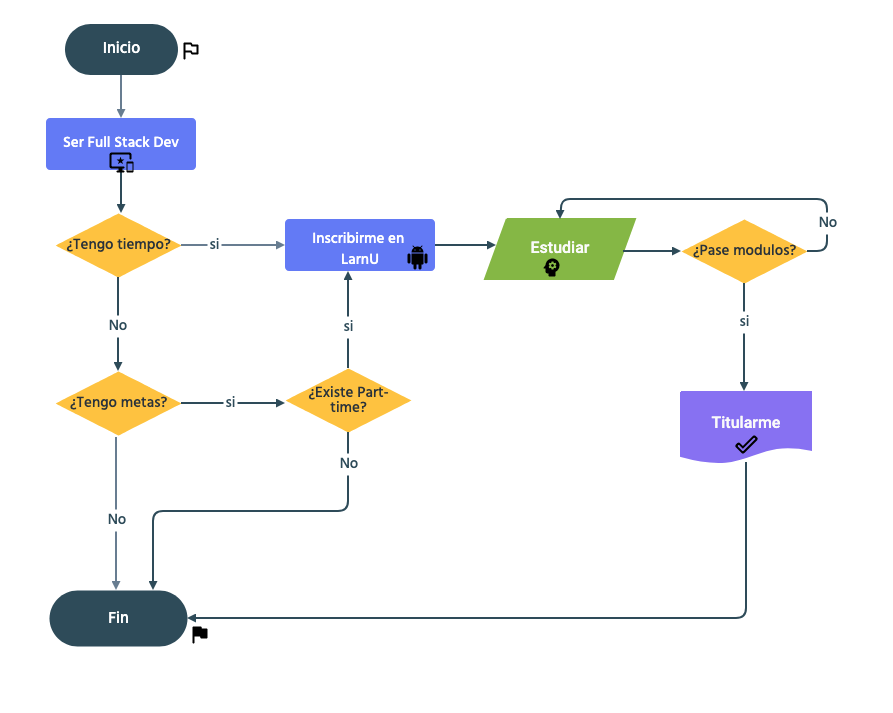 Inicio
Ser Full Stack Dev
¿Tengo tiempo?
si
Inscribirme en
LarnU
Estudiar
¿Pase modulos?
No
No
si
si
¿Tengo metas?
si
¿Existe Part-
time?
Titularme
No
No
Fin